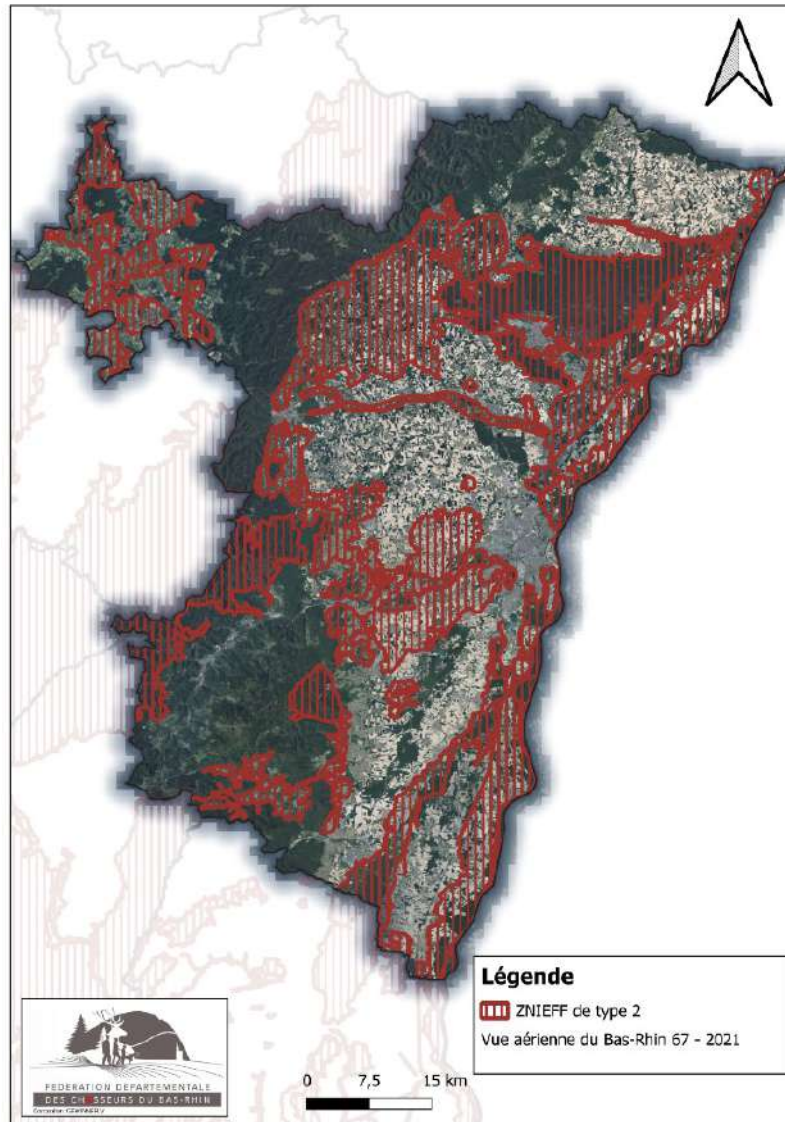 Légende
ZNIEFF de type 2
Vue aérienne du Bas-Rhin 67 - 2021
0 7,5 15 km
FEDERATION DEPARTEMENTALE
DES CHASSEURS DU BAS-RHIN